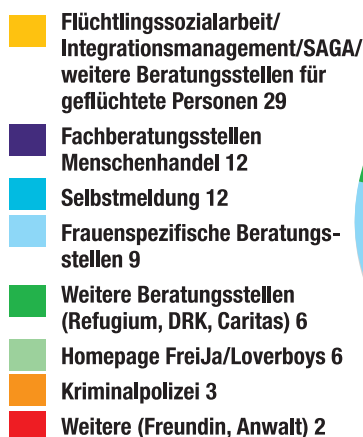 Flüchtlingssozialarbeit/
Integrationsmanagement/SAGA/
weitere Beratungsstellen für
geflüchtete Personen 29
Fachberatungsstellen
Menschenhandel 12
Selbstmeldung 12
Frauenspezifische Beratungs-
stellen 9
Weitere Beratungsstellen
(Refugium, DRK, Caritas) 6
Homepage FreiJa/Loverboys 6
Kriminalpolizei 3
Weitere (Freundin, Anwalt) 2